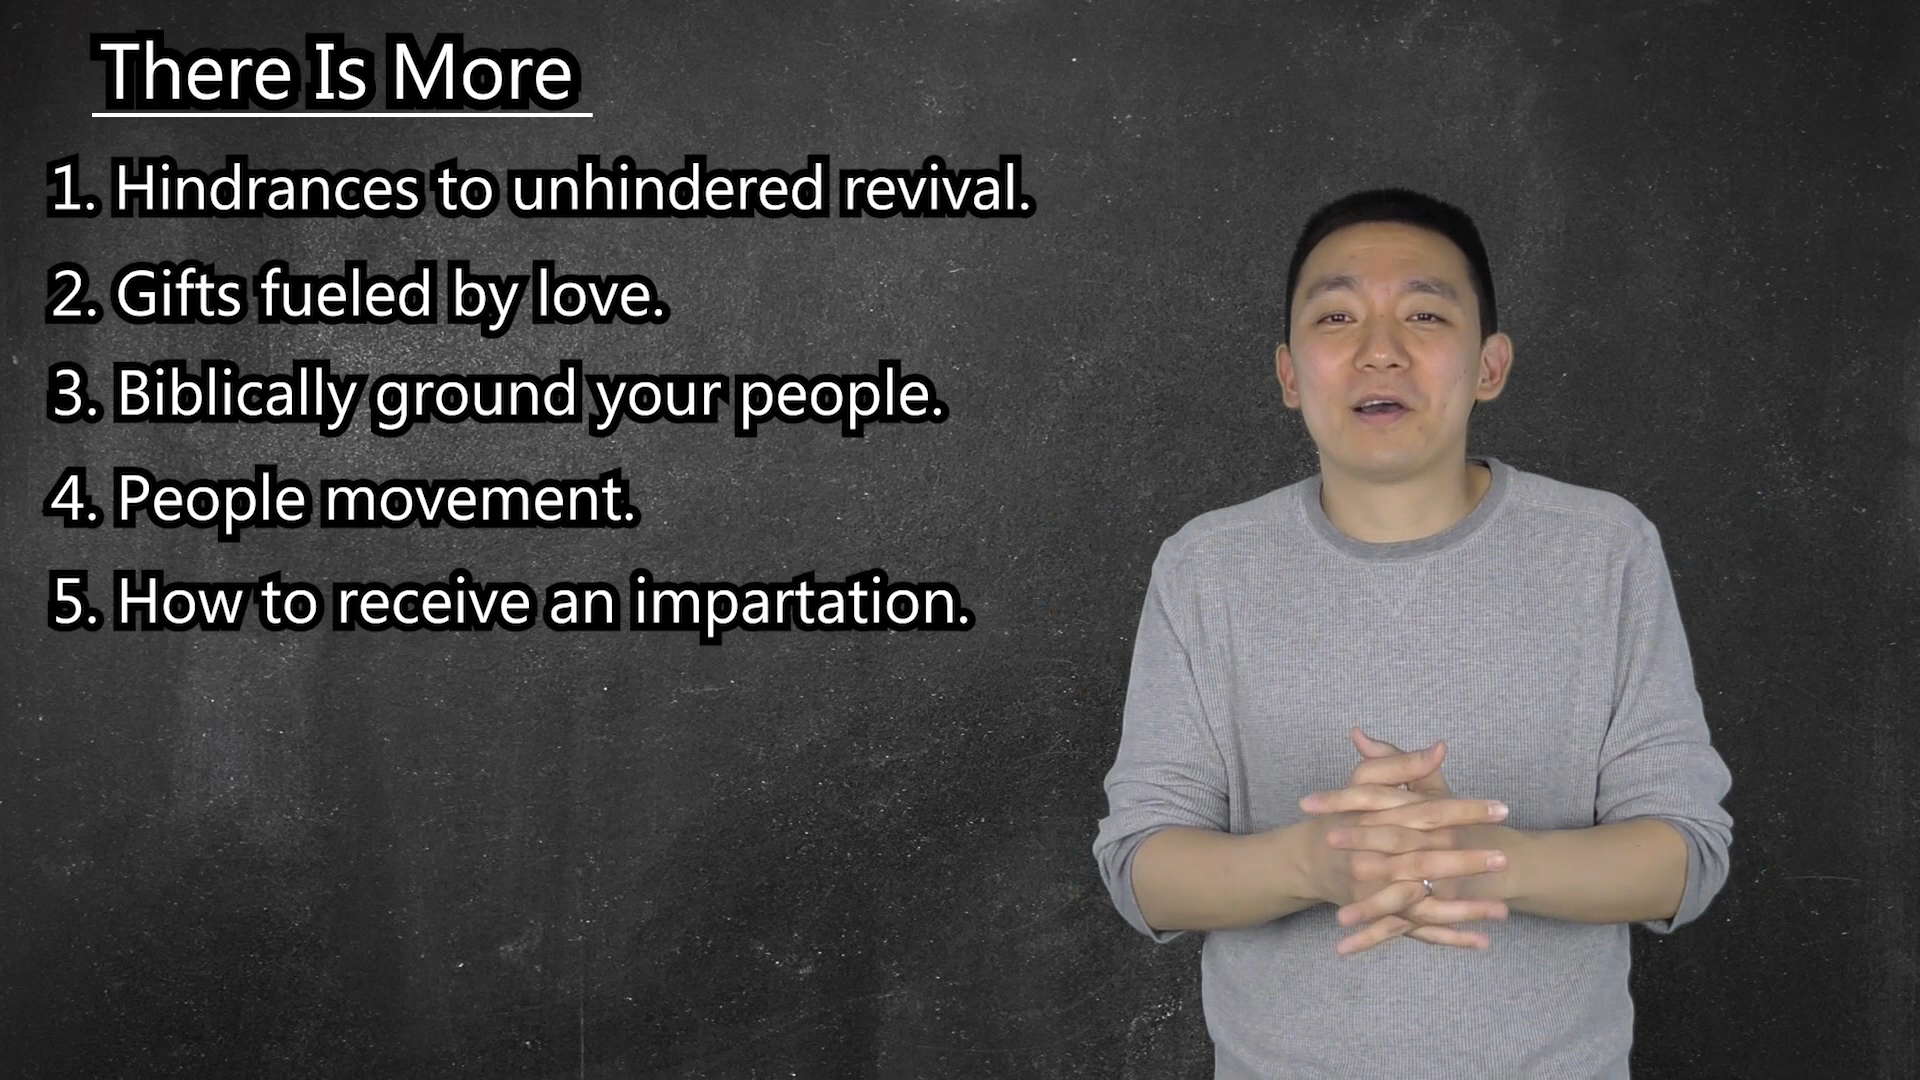 There Is More
1. Hindrances to unhindered revival.
2. Gifts fueled by love.
3. Biblically ground your people.
4. People movement.
5. How to receive an impartation.